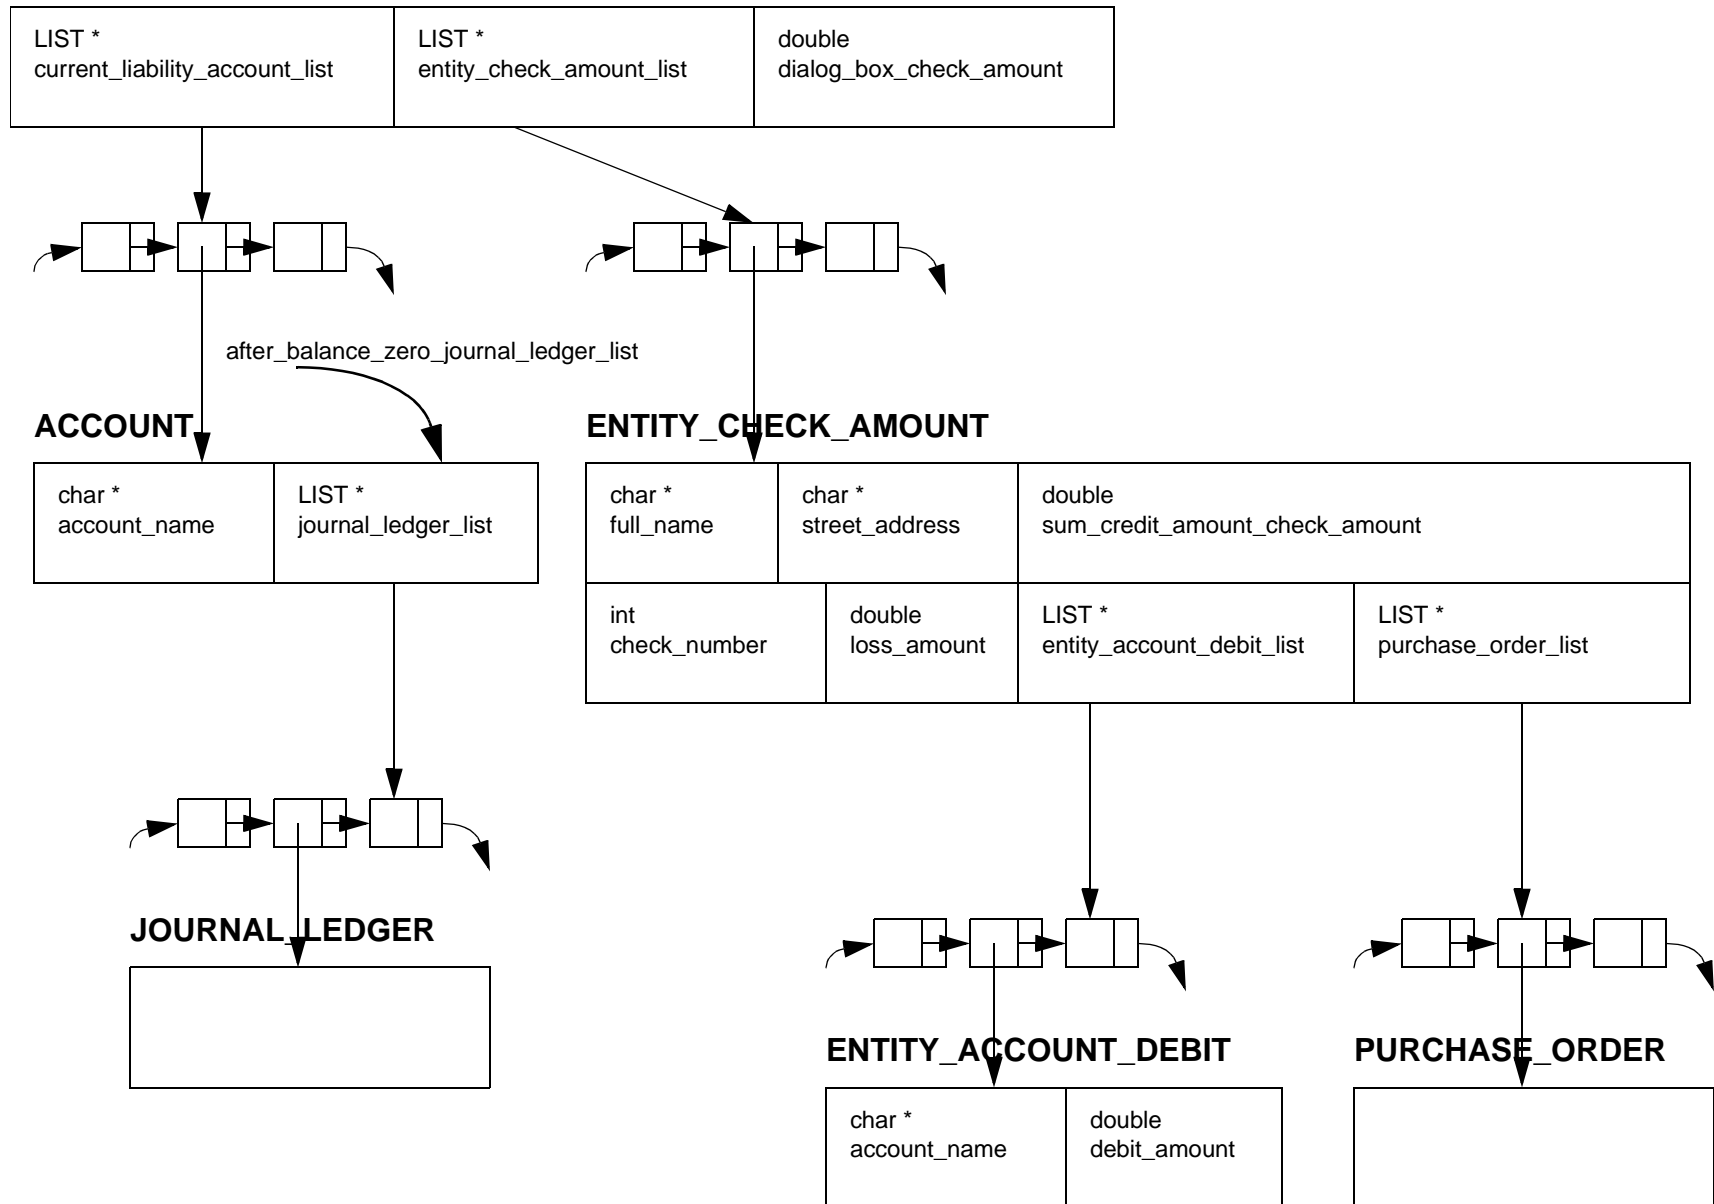 LIST *
current_liability_account_list
LIST *
entity_check_amount_list
double
dialog_box_check_amount
after_balance_zero_journal_ledger_list
ACCOUNT
char *
account_name
LIST *
journal_ledger_list
ENTITY_CHECK_AMOUNT
char *
full_name
char *
street_address
double
sum_credit_amount_check_amount
int
check_number
double
loss_amount
LIST *
entity_account_debit_list
LIST *
purchase_order_list
JOURNAL_LEDGER
ENTITY_ACCOUNT_DEBIT
char *
account_name
double
debit_amount
PURCHASE_ORDER